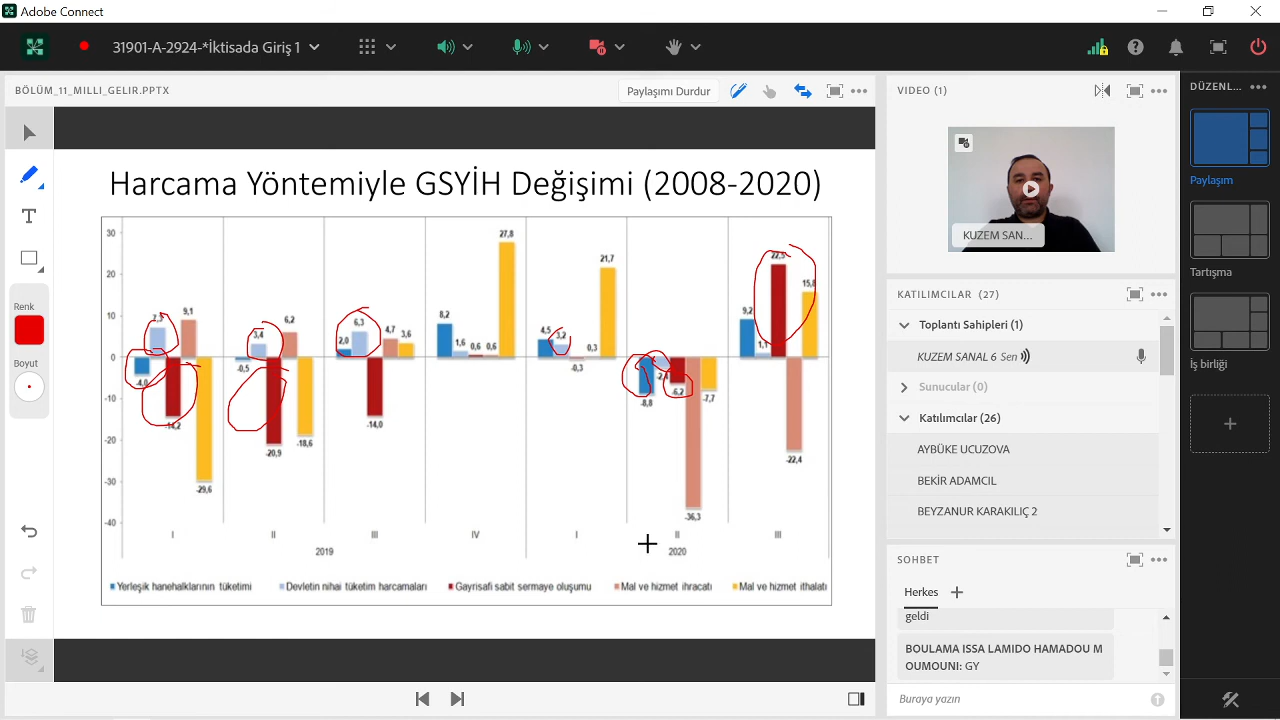 Adobe Connect
31901-A-2924-*İktisada Giriş 1
BÖLÜM_11_MILLI_GELIR.PPTX
Paylaşımı Durdur
Harcama Yöntemiyle GSYİH Değişimi (2008-2020)
30
20
10
0
-10
-20
-30
-40
-4,0
7,3
-14,2
9,1
-29,6
-0,5
3,4
-20,9
6,2
-18,6
2,0
6,3
-14,0
4,7
3,6
8,2
1,6
0,6
0,6
27,8
4,5
3,2
-0,3
0,3
21,7
-8,8
-6,2
-36,3
-7,7
9,2
1,1
22,5
-22,4
15,8
I II III IV I II III
2019 2020
Yerleşik hanehalklarının tüketimi Devletin nihai tüketim harcamaları Gayrisafi sabit sermaye oluşumu Mal ve hizmet ihracatı Mal ve hizmet ithalatı
Renk
Boyut
VIDEO (1)
KUZEM SAN...
KATILIMCILAR (27)
Toplantı Sahipleri (1)
KUZEM SANAL 6 Sen
Sunucular (0)
Katılımcılar (26)
AYBÜKE UCUZOVA
BEKİR ADAMCIL
BEYZANUR KARAKILIÇ 2
SOHBET
Herkes
geldi
BOULAMA ISSA LAMIDO HAMADOU M
OUMOUNI: GY
Buraya yazın
DÜZENL...
Paylaşım
Tartışma
İş birliği